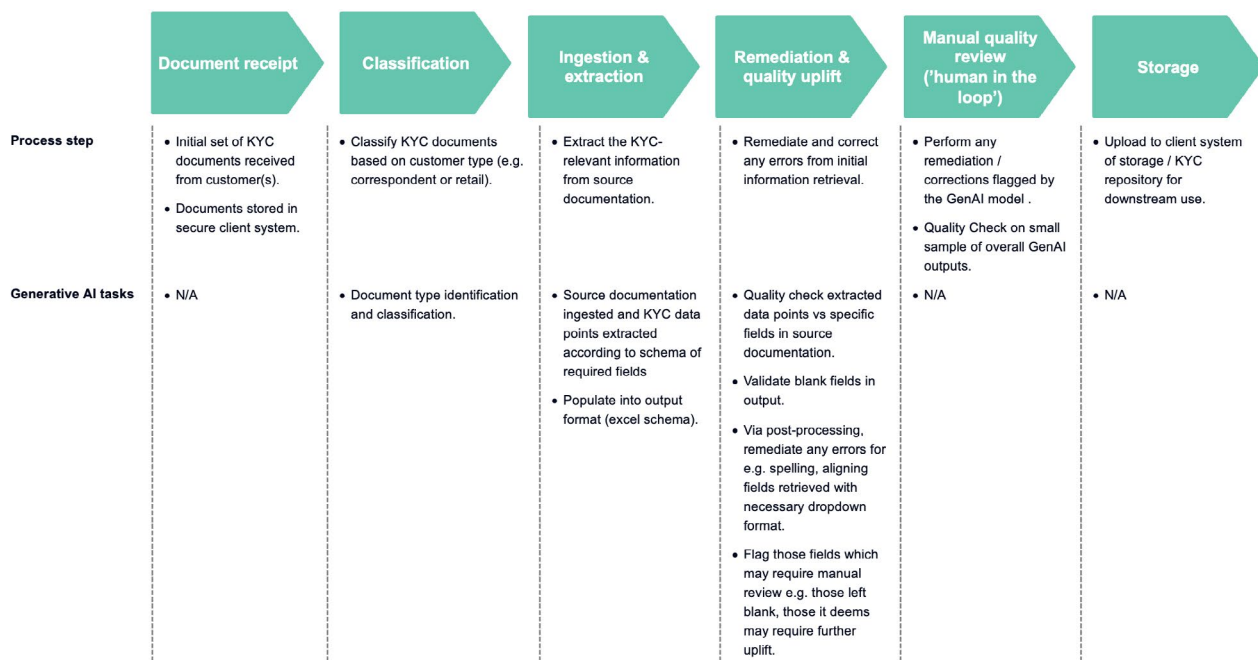 Document receipt
Classification
Ingestion &
extraction
Remediation &
quality uplift
Manual quality
review
('human in the
loop')
Storage
Process step
• Initial set of KYC
documents received
from customer(s).
• Documents stored in
secure client system.
• Classify KYC documents
based on customer type (e.g.
correspondent or retail).
• Extract the KYC-
relevant information
from source
documentation.
• Remediate and correct
any errors from initial
information retrieval.
• Perform any
remediation /
corrections flagged by
the GenAI model .
• Quality Check on small
sample of overall GenAI
outputs.
• Upload to client system
of storage / KYC
repository for
downstream use.
Generative AI tasks
• N/A
• Document type identification
and classification.
• Source documentation
ingested and KYC data
points extracted
according to schema of
required fields
• Populate into output
format (excel schema).
• Quality check extracted
data points vs specific
fields in source
documentation.
• Validate blank fields in
output.
• Via post-processing,
remediate any errors for
e.g. spelling, aligning
fields retrieved with
necessary dropdown
format.
• Flag those fields which
may require manual
review e.g. those left
blank, those it deems
may require further
uplift.
• N/A
• N/A